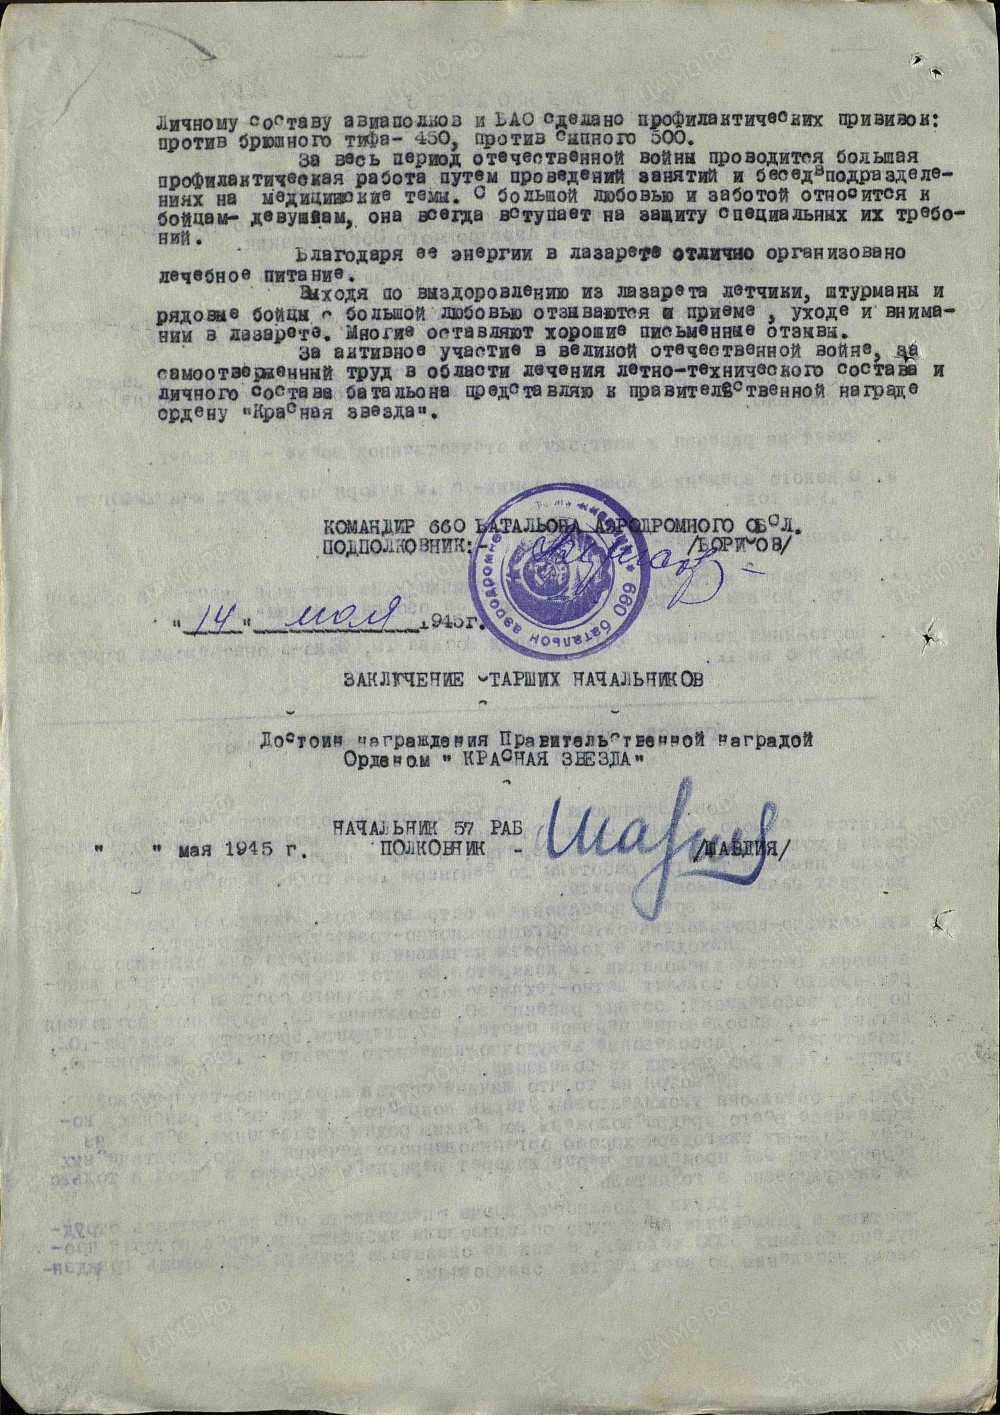 Личному составу авиаполков и БАО сделано профилактических прививок:
против брюшного тифа- 450, против сыпного 500.
За весь период отечественной войны проводится большая
профилактическая работа путем проведений занятий и бесед в подразделе-
ниях на медицинские темы. С большой любовью и заботой относится к
бойцам- девушкам, она всегда вступает на защиту специальных их требо-
ний.
Благодаря ее энергии в лазарете отлично организовано
лечебное питание.
Выходя по выздоровлению из лазарета летчики, штурманы и
рядовые бойцы с большой любовью отзываются о приеме , уходе и внима-
нии в лазарете. Многие оставляют хорошие письменные отзывы.
За активное участие в великой отечественной войне, за
самоотверженный труд в области лечения летно-технического состава и
личного состава батальона представляю к правительственной награде
ордену "Красная звезда".
КОМАНДИР 660 БАТАЛЬОНА АЭРОДРОМНОГО ОБСЛ.
ПОДПОЛКОВНИК:- /БОРИСОВ/
660 батальон аэродромно
"14" мая 1945г.
ЗАКЛЮЧЕНИЕ СТАРШИХ НАЧАЛЬНИКОВ
Достоин награждения Правительственной наградой
Орденом " КРАСНАЯ ЗВЕЗДА"
НАЧАЛЬНИК 57 РАБ
" " мая 1945 г. ПОЛКОВНИК - /ШАВДИЯ/
ЦАМО РФ